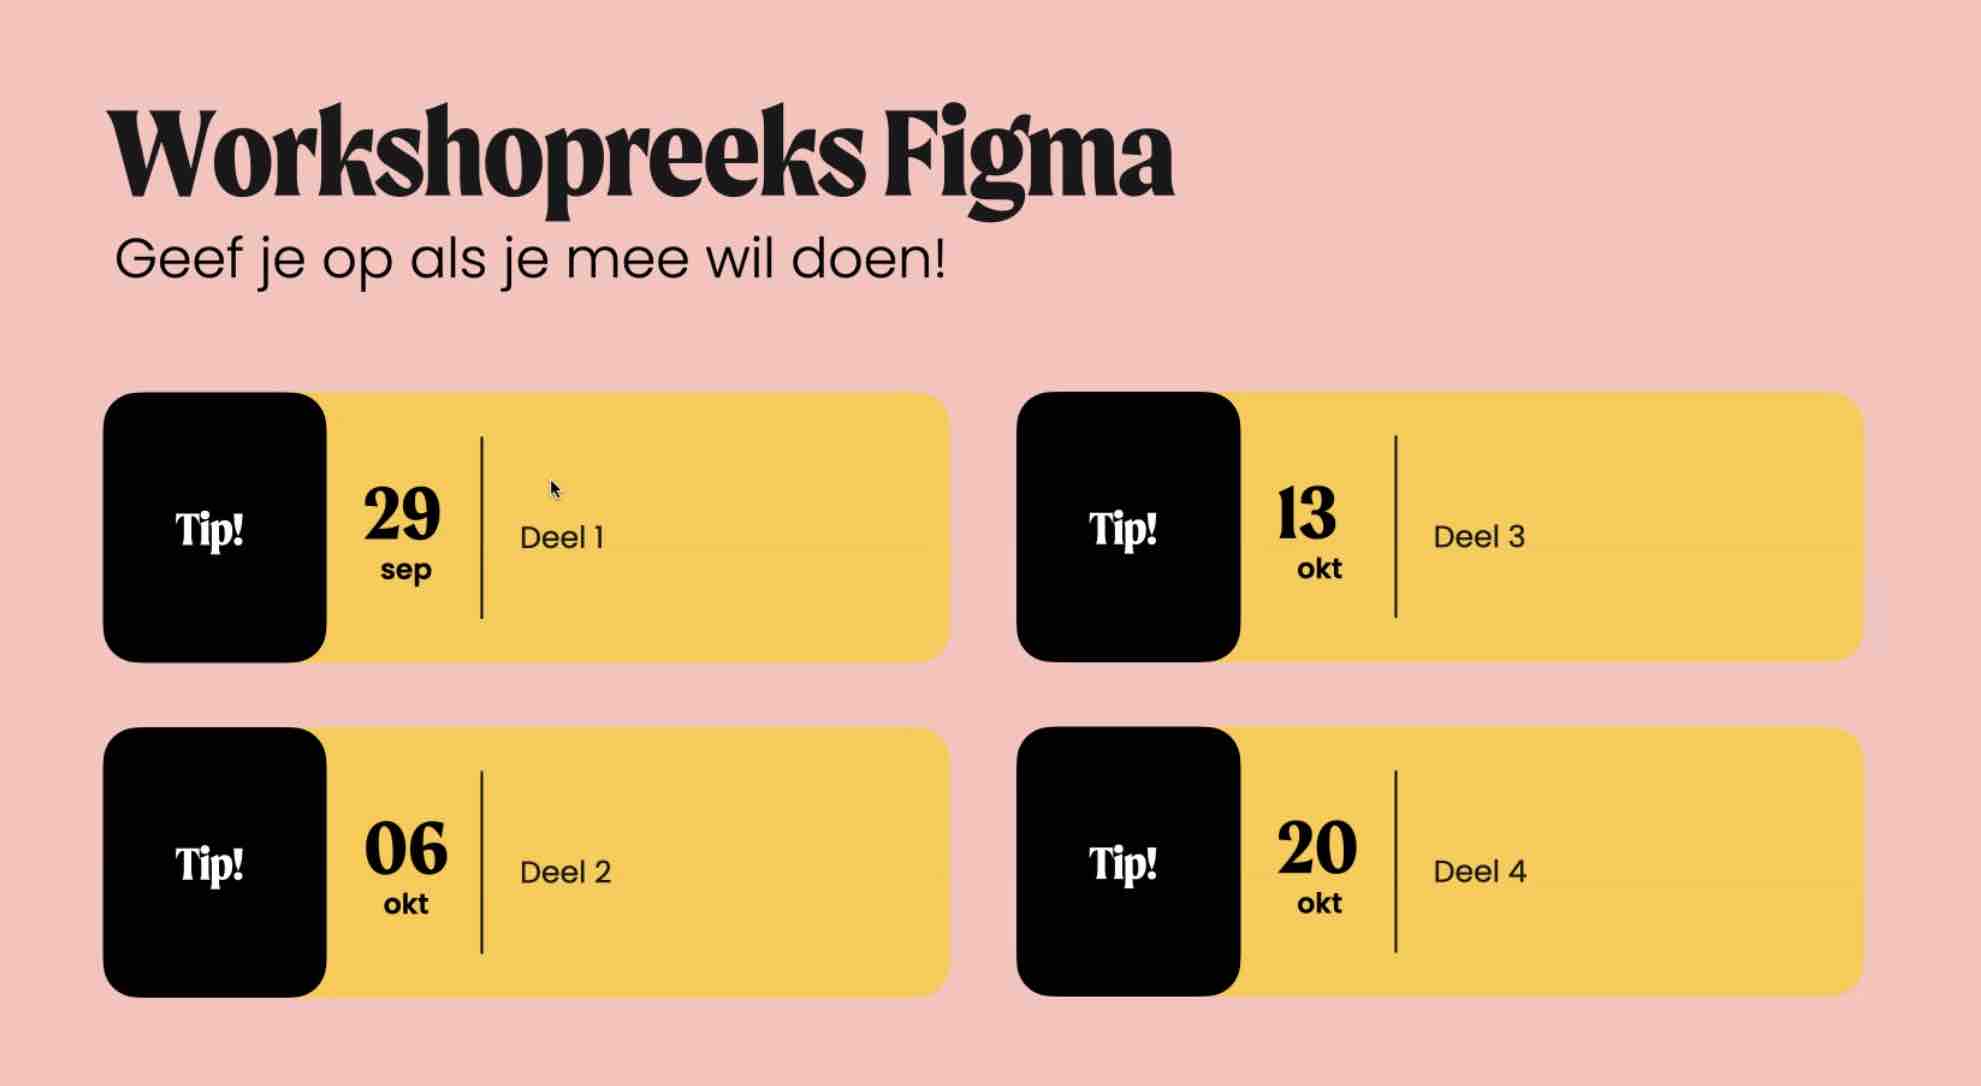 Workshopreeks Figma
Geef je op als je mee wil doen!
Tip!
29
sep
Deel 1
Tip!
13
okt
Deel 3
Tip!
06
okt
Deel 2
Tip!
20
okt
Deel 4